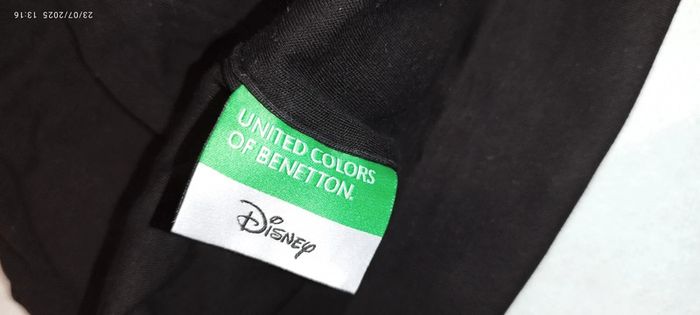 23/07/2025 13:16
UNITED COLORS
OF BENETTON.
Disney